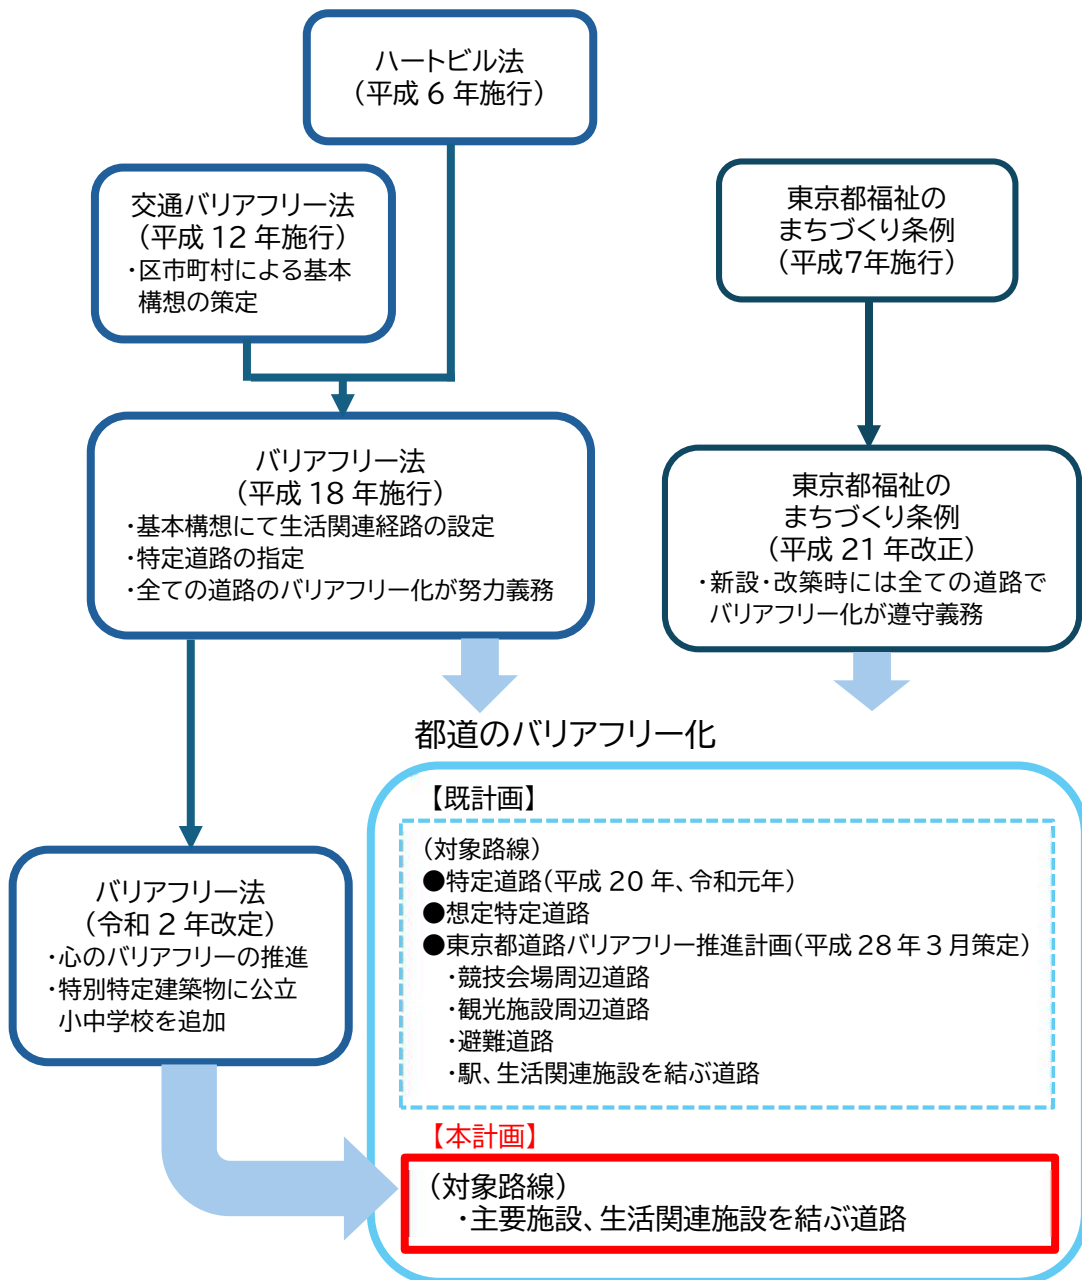 ハートビル法
(平成 6 年施行)
交通バリアフリー法
(平成 12 年施行)
・区市町村による基本
構想の策定
東京都福祉の
まちづくり条例
(平成7年施行)
バリアフリー法
(平成 18 年施行)
・基本構想にて生活関連経路の設定
・特定道路の指定
・全ての道路のバリアフリー化が努力義務
東京都福祉の
まちづくり条例
(平成 21 年改正)
・新設・改築時には全ての道路で
バリアフリー化が遵守義務
都道のバリアフリー化
【既計画】
(対象路線)
●特定道路(平成 20 年、令和元年)
●想定特定道路
●東京都道路バリアフリー推進計画(平成 28 年 3 月策定)
・競技会場周辺道路
・観光施設周辺道路
・避難道路
・駅、生活関連施設を結ぶ道路
バリアフリー法
(令和 2 年改定)
・心のバリアフリーの推進
・特別特定建築物に公立
小中学校を追加
【本計画】
(対象路線)
・主要施設、生活関連施設を結ぶ道路